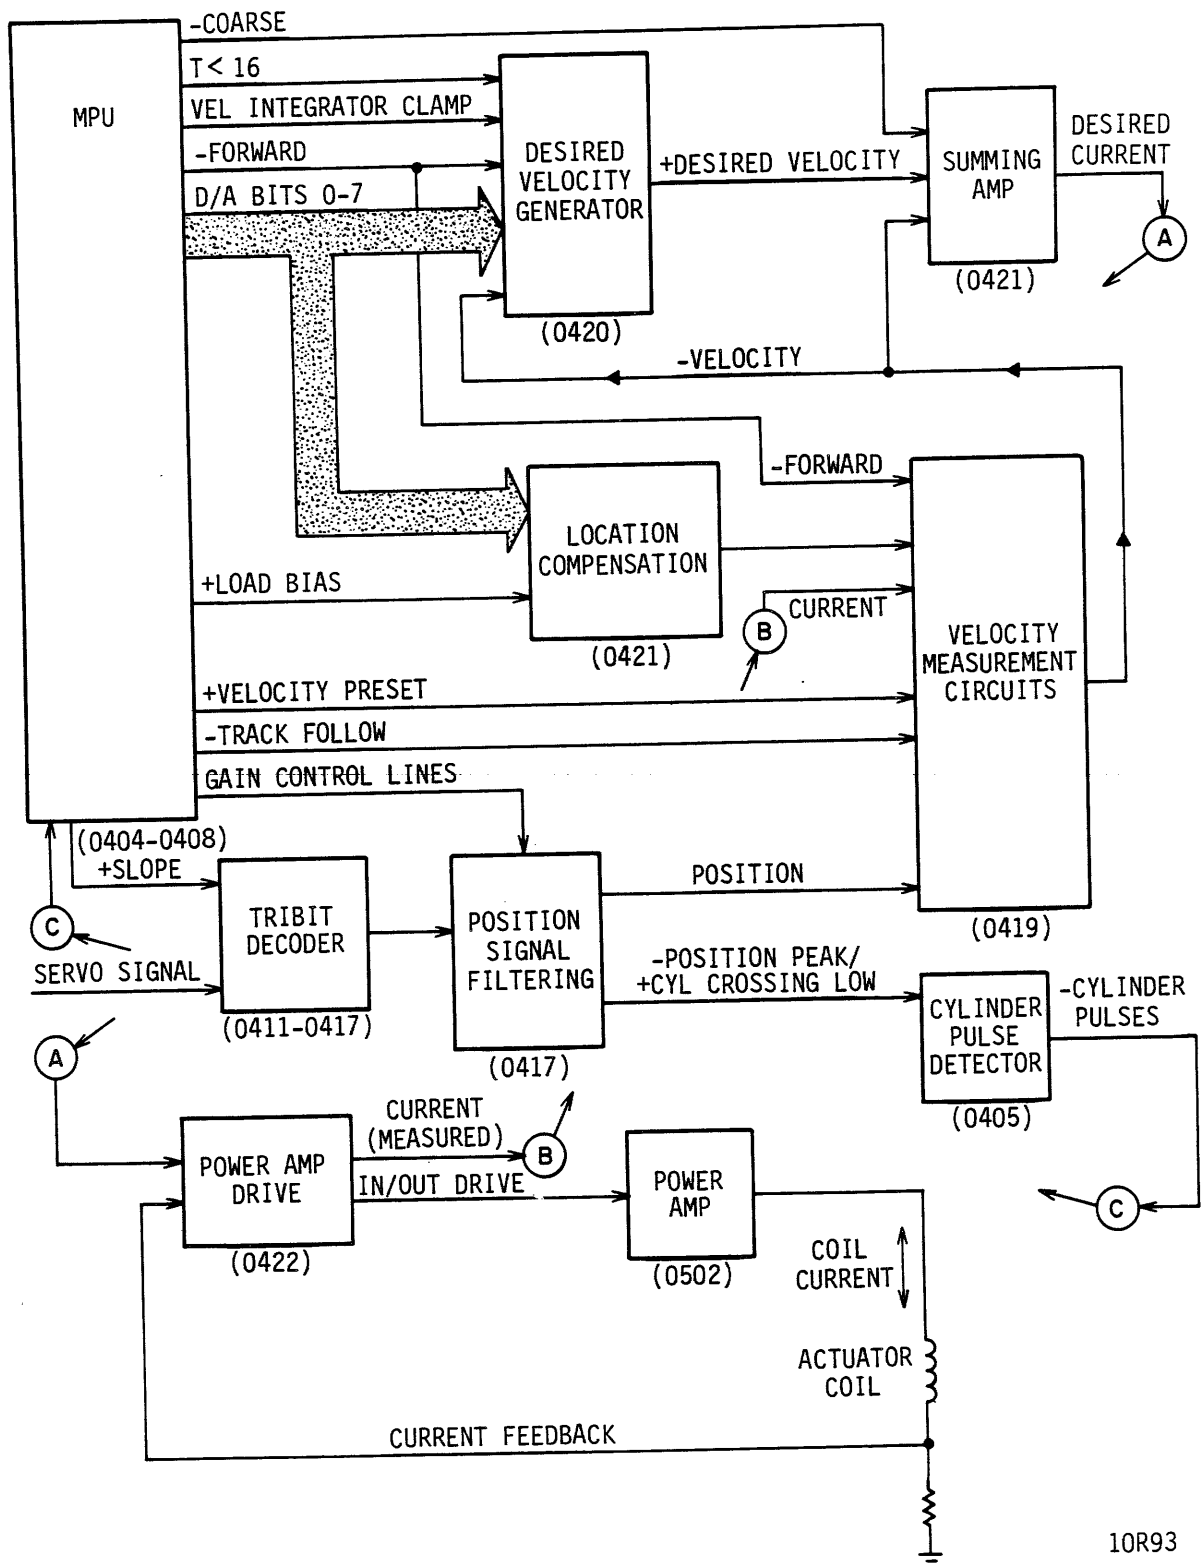 -COARSE
T< 16
MPU
VEL INTEGRATOR CLAMP
-FORWARD
D/A BITS 0-7
DESIRED
VELOCITY
GENERATOR
(0420)
+DESIRED VELOCITY
SUMMING
AMP
(0421)
DESIRED
CURRENT
A
-VELOCITY
-FORWARD
LOCATION
COMPENSATION
(0421)
+LOAD BIAS
B
CURRENT
VELOCITY
MEASUREMENT
CIRCUITS
(0419)
+VELOCITY PRESET
-TRACK FOLLOW
GAIN CONTROL LINES
(0404-0408)
+SLOPE
C
SERVO SIGNAL
TRIBIT
DECODER
(0411-0417)
POSITION
SIGNAL
FILTERING
(0417)
POSITION
-POSITION PEAK/
+CYL CROSSING LOW
CYLINDER
PULSE
DETECTOR
(0405)
-CYLINDER
PULSES
C
A
POWER AMP
DRIVE
(0422)
CURRENT
(MEASURED)
B
IN/OUT DRIVE
POWER
AMP
(0502)
COIL
CURRENT
ACTUATOR
COIL
CURRENT FEEDBACK
10R93